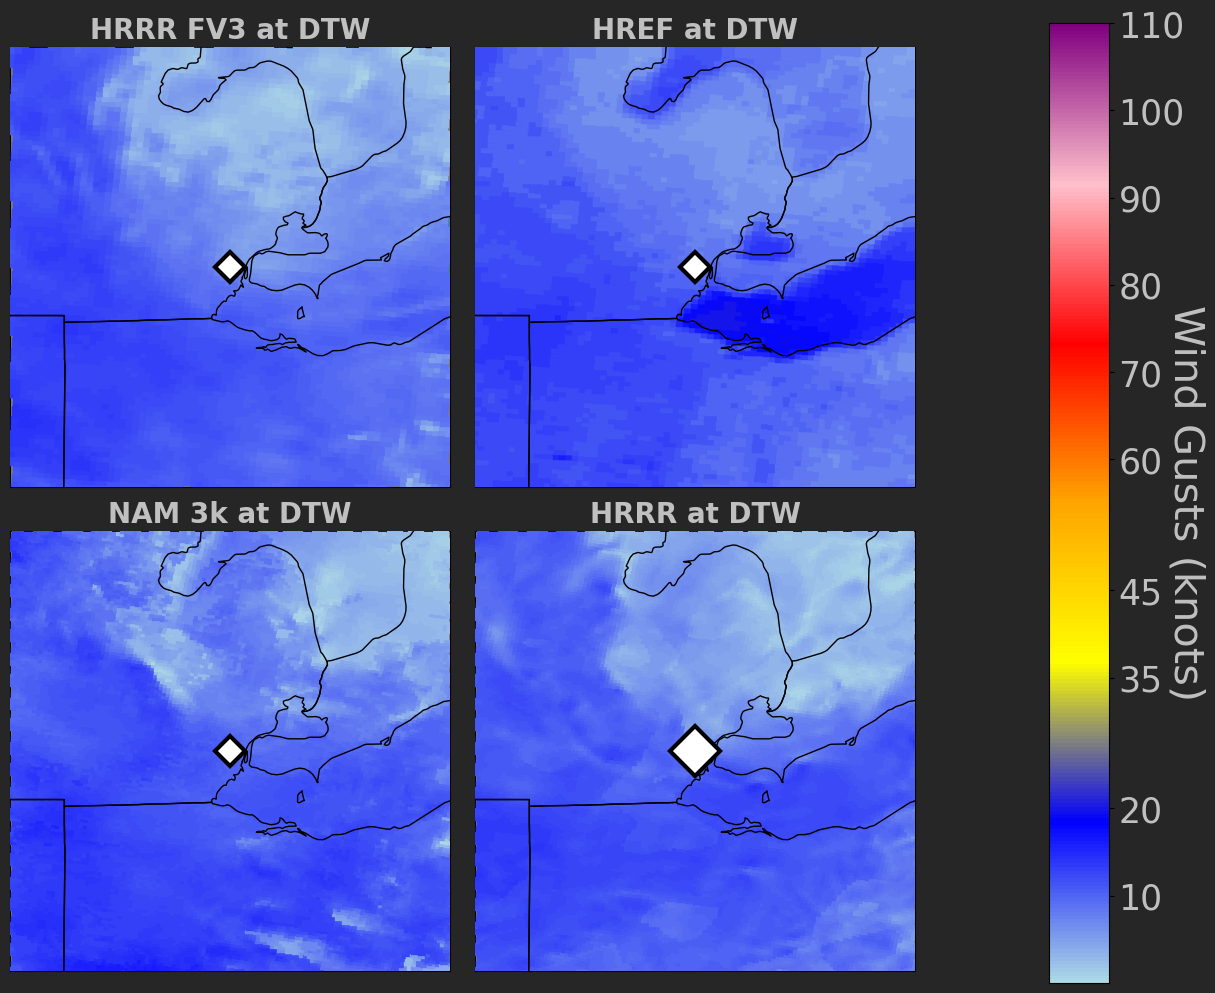 HRRR FV3 at DTW
HREF at DTW
NAM 3k at DTW
HRRR at DTW
110
100
90
80
70
60
45
35
20
10
Wind Gusts (knots)